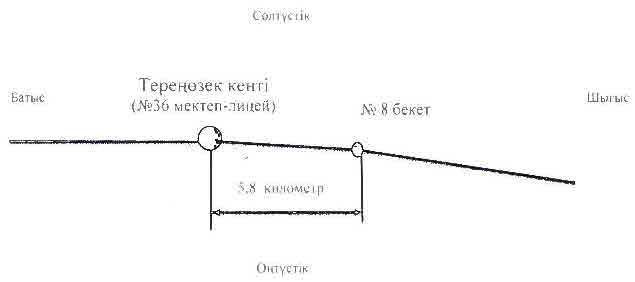 Солтүстік
Тереңөзек кенті
(№36 мектеп-лицей)
Батыс
№ 8 бекет
Шығыс
5.8 километр
Оңтүстік